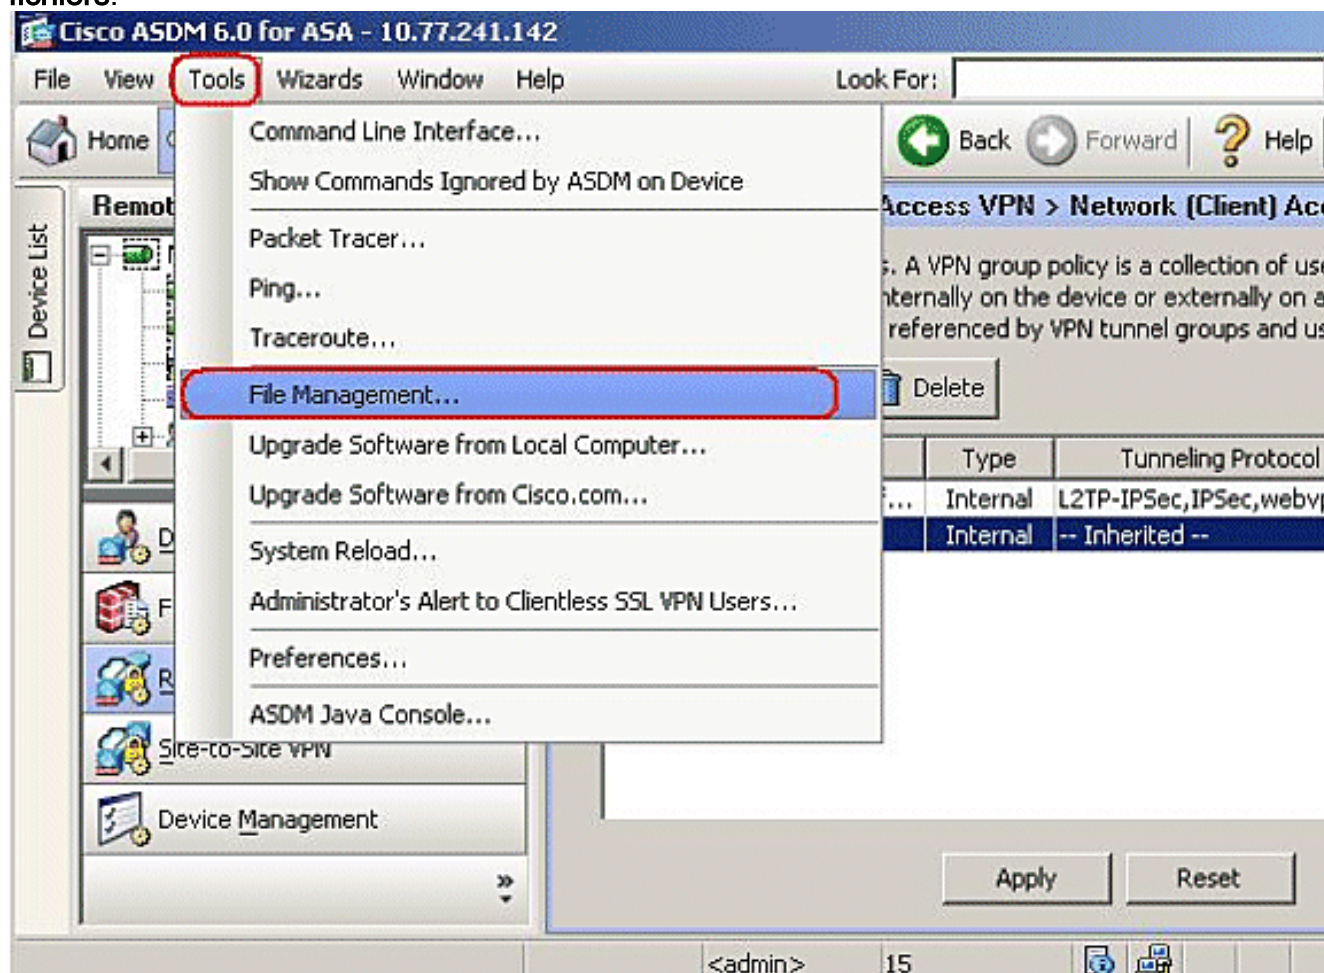 Cisco ASDM 6.0 for ASA - 10.77.241.142
File View Tools Wizards Window Help Look For:
Home Back Forward Help
Device List
Remot
Access VPN > Network (Client) Acc
s. A VPN group policy is a collection of use
nternally on the device or externally on a
referenced by VPN tunnel groups and us
Command Line Interface...
Show Commands Ignored by ASDM on Device
Packet Tracer...
Ping...
Traceroute...
File Management...
Upgrade Software from Local Computer...
Upgrade Software from Cisco.com...
System Reload...
Administrator's Alert to Clientless SSL VPN Users...
Preferences...
ASDM Java Console...
Delete
Type Tunneling Protocol
Internal L2TP-IPSec,IPSec,webvp
Internal -- Inherited --
D
F
R
Site-to-Site VPN
Device Management
Apply Reset
<admin> 15